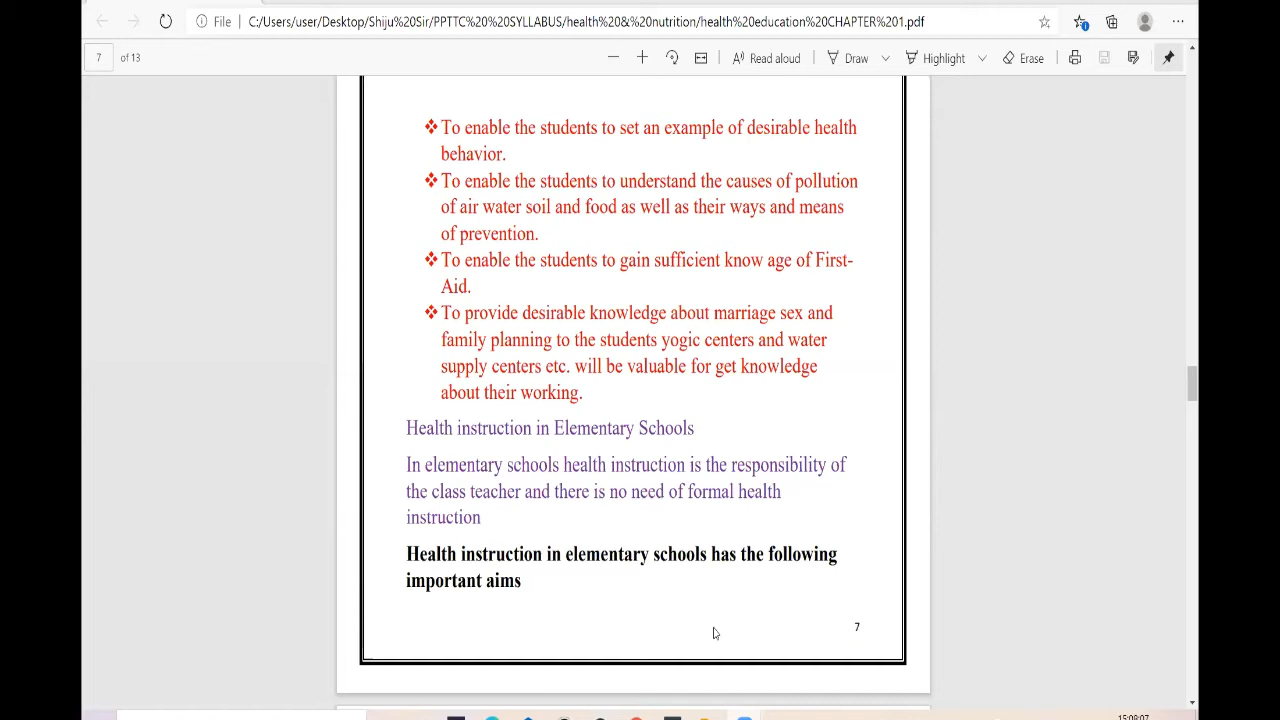 File C:/Users/user/Desktop/Shiju%20Sir/PPTTC%20%20SYLLABUS/health%20&%20nutrition/health%20education%20CHAPTER%201.pdf
7 of 13 Read aloud Draw Highlight Erase
❖ To enable the students to set an example of desirable health
behavior.
❖ To enable the students to understand the causes of pollution
of air water soil and food as well as their ways and means
of prevention.
❖ To enable the students to gain sufficient know age of First-
Aid.
❖ To provide desirable knowledge about marriage sex and
family planning to the students yogic centers and water
supply centers etc. will be valuable for get knowledge
about their working.
Health instruction in Elementary Schools
In elementary schools health instruction is the responsibility of
the class teacher and there is no need of formal health
instruction
Health instruction in elementary schools has the following
important aims
7